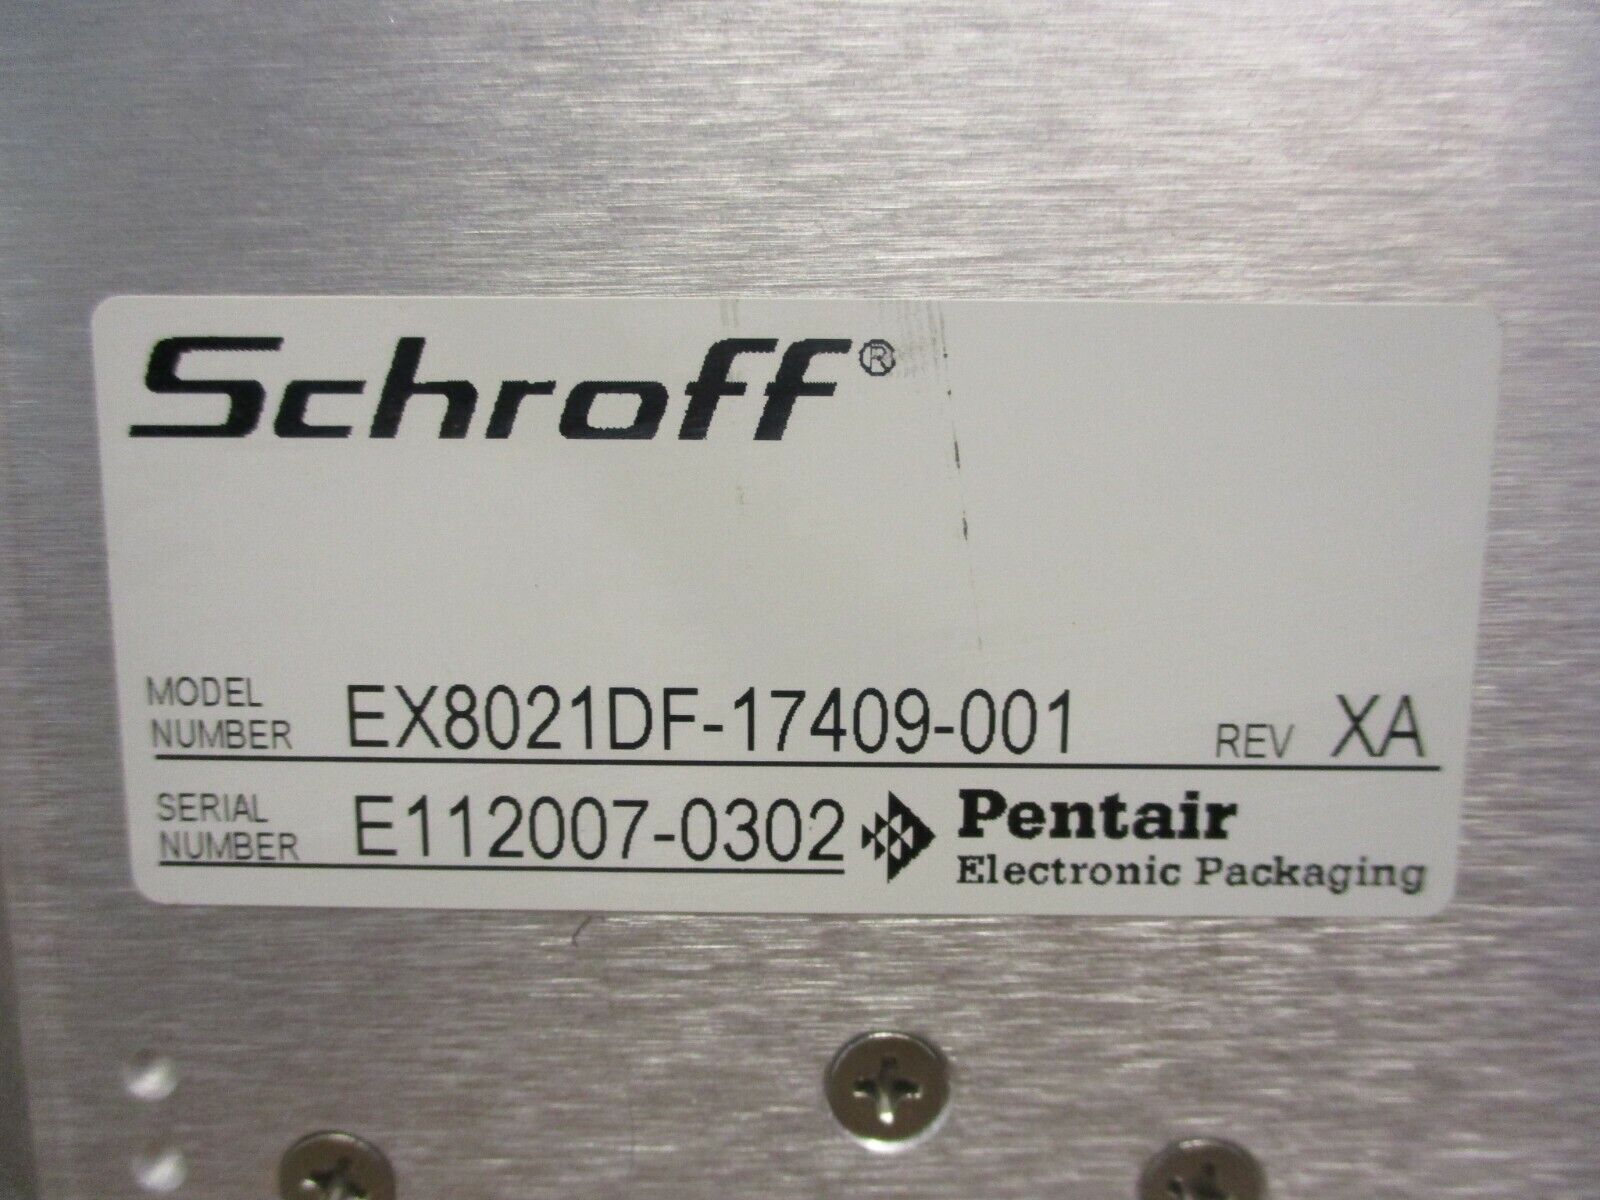 Schroff®
MODEL NUMBER EX8021DF-17409-001 REV XA
SERIAL NUMBER E112007-0302 Pentair
Electronic Packaging